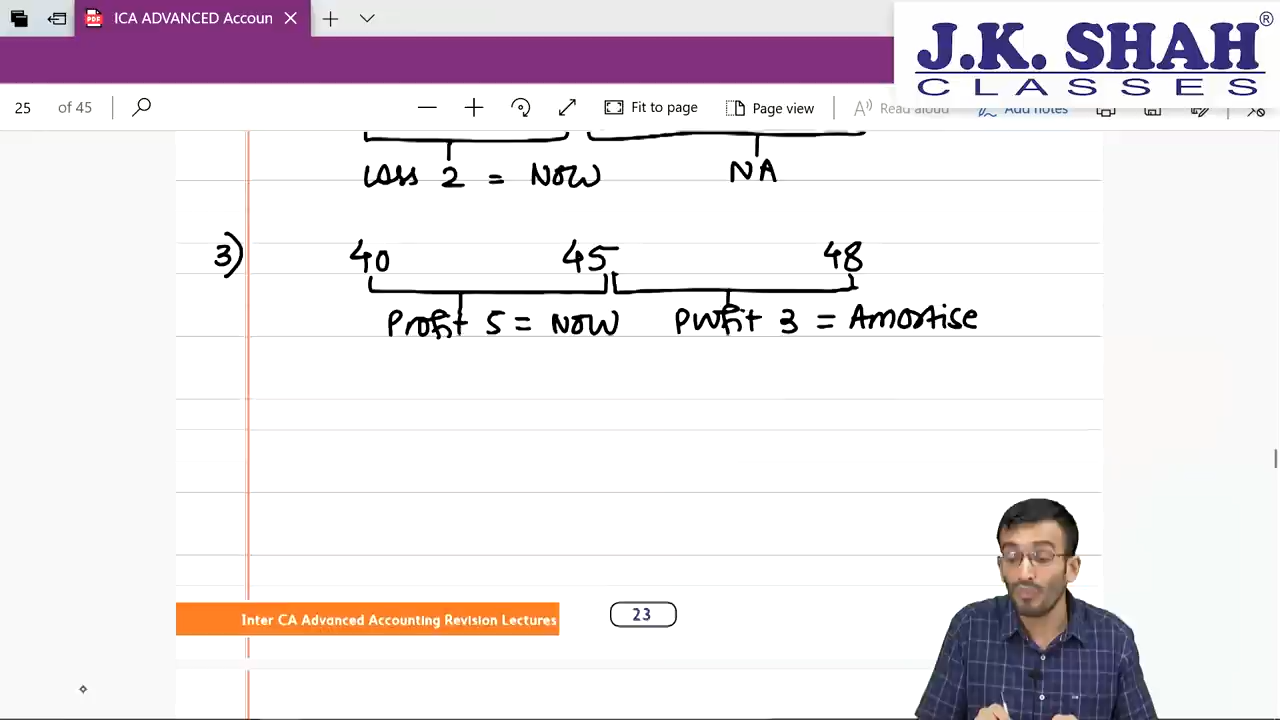 ICA ADVANCED Accoun
J.K. SHAH®
CLASSES
25 of 45
Fit to page
Page view
Read aloud
Add notes
Loss 2 = Now
NA
3) 40 45 48
Profit 5 = Now Profit 3 = Amortise
Inter CA Advanced Accounting Revision Lectures
23